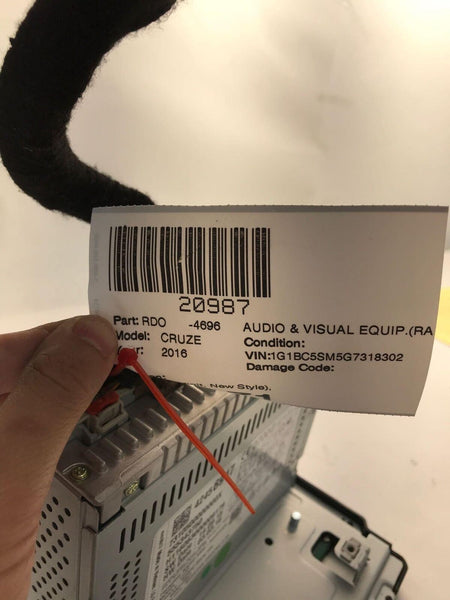 20987
Part: RDO -4696 AUDIO & VISUAL EQUIP.(RA
Model: CRUZE Condition:
2016 VIN:1G1BC5SM5G7318302
Damage Code:
New Style).